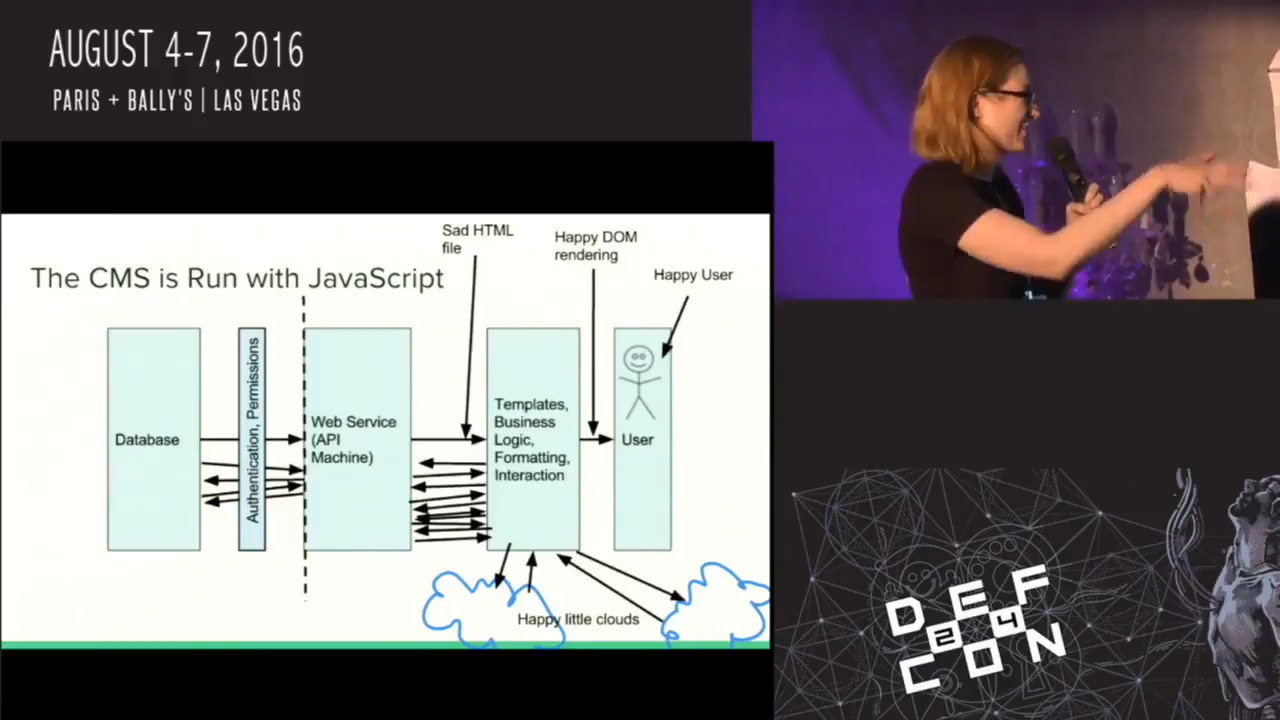 AUGUST 4-7, 2016
PARIS + BALLY'S | LAS VEGAS
The CMS is Run with JavaScript
Sad HTML
file
Happy DOM
rendering
Happy User
Database
Authentication, Permissions
Web Service
(API
Machine)
Templates,
Business
Logic,
Formatting,
Interaction
User
Happy little clouds
DEF
24
CON